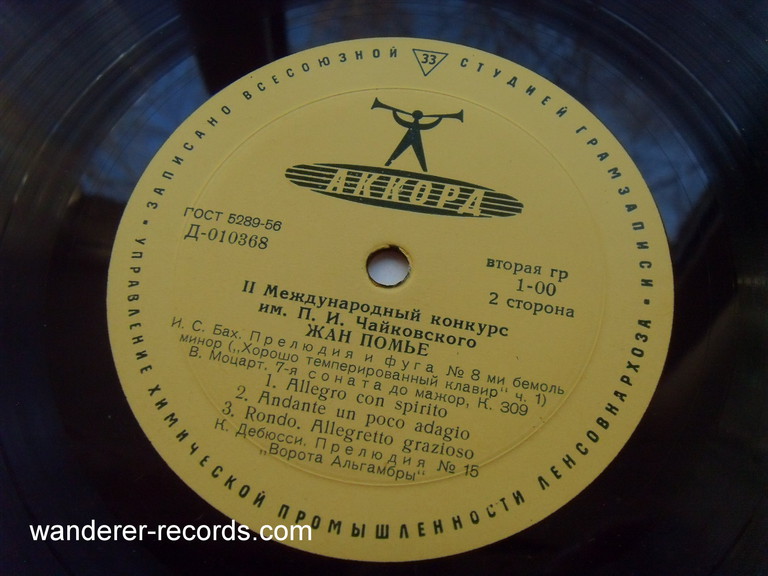 ЗАПИСАНО ВСЕСОЮЗНОЙ 33 СТУДИЕЙ ГРАМЗАПИСИ
АККОРД
ГОСТ 5289-56
Д-010368
вторая гр
1-00
2 сторона
II Международный конкурс
им. П. И. Чайковского
ЖАН ПОМЬЕ
И. С. Бах. Прелюдия и фуга № 8 ми бемоль
минор („Хорошо темперированный клавир" ч. 1)
В. Моцарт. 7-я соната до мажор, К. 309
1. Allegro con spirito
2. Andante un poco adagio
3. Rondo. Allegretto grazioso
К. Дебюсси. Прелюдия № 15
„Ворота Альгамбры"
УПРАВЛЕНИЕ ХИМИЧЕСКОЙ ПРОМЫШЛЕННОСТИ ЛЕНСОВНАРХОЗА
wanderer-records.com